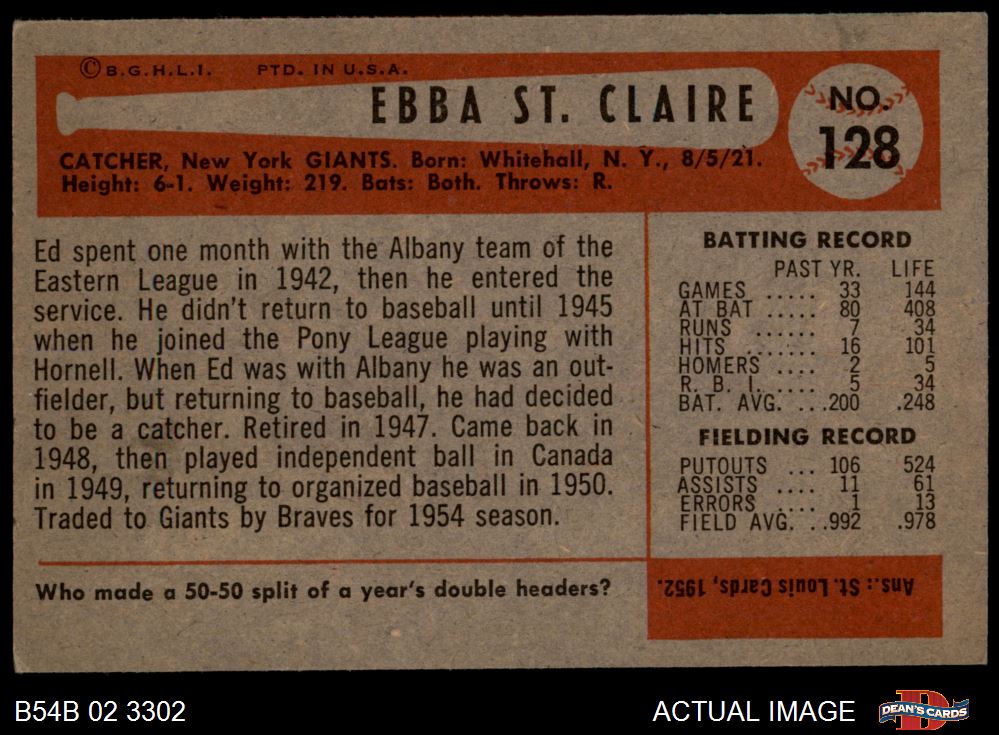 © B.G.H.L.I. PTD. IN U.S.A.
EBBA ST. CLAIRE
NO.
128
CATCHER, New York GIANTS. Born: Whitehall, N. Y., 8/5/21.
Height: 6-1. Weight: 219. Bats: Both. Throws: R.
Ed spent one month with the Albany team of the
Eastern League in 1942, then he entered the
service. He didn't return to baseball until 1945
when he joined the Pony League playing with
Hornell. When Ed was with Albany he was an out-
fielder, but returning to baseball, he had decided
to be a catcher. Retired in 1947. Came back in
1948, then played independent ball in Canada
in 1949, returning to organized baseball in 1950.
Traded to Giants by Braves for 1954 season.
BATTING RECORD
PAST YR. LIFE
GAMES ..... 33 144
AT BAT ..... 80 408
RUNS ...... 7 34
HITS ....... 16 101
HOMERS .... 2 5
R. B. I. ..... 5 34
BAT. AVG. ...200 .248
FIELDING RECORD
PUTOUTS ... 106 524
ASSISTS .... 11 61
ERRORS ..... 1 13
FIELD AVG. ..992 .978
Who made a 50-50 split of a year's double headers?
Ans.: St. Louis Cards, 1952.
B54B 02 3302
ACTUAL IMAGE
D
DEAN'S CARDS